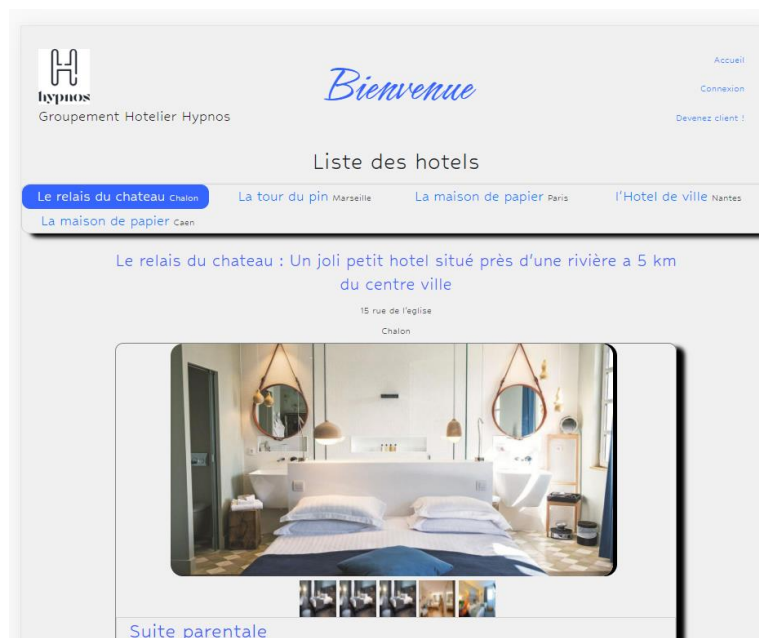 hypnos
Groupement Hotelier Hypnos
Bienvenue
Accueil
Connexion
Devenez client !
Liste des hotels
Le relais du chateau Chalon
La tour du pin Marseille
La maison de papier Paris
l'Hotel de ville Nantes
La maison de papier Caen
Le relais du chateau : Un joli petit hotel situé près d'une rivière a 5 km
du centre ville
15 rue de l'eglise
Chalon
Suite parentale